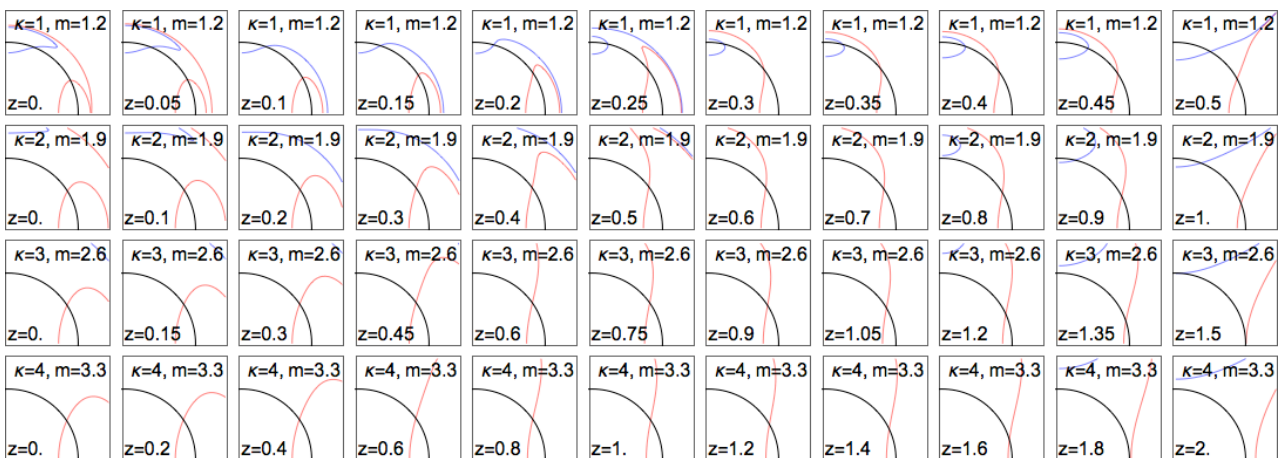 κ=1, m=1.2 κ=1, m=1.2 κ=1, m=1.2 κ=1, m=1.2 κ=1, m=1.2 κ=1, m=1.2 κ=1, m=1.2 κ=1, m=1.2 κ=1, m=1.2 κ=1, m=1.2 κ=1, m=1.2
z=0. z=0.05 z=0.1 z=0.15 z=0.2 z=0.25 z=0.3 z=0.35 z=0.4 z=0.45 z=0.5
κ=2, m=1.9 κ=2, m=1.9 κ=2, m=1.9 κ=2, m=1.9 κ=2, m=1.9 κ=2, m=1.9 κ=2, m=1.9 κ=2, m=1.9 κ=2, m=1.9 κ=2, m=1.9 κ=2, m=1.9
z=0. z=0.1 z=0.2 z=0.3 z=0.4 z=0.5 z=0.6 z=0.7 z=0.8 z=0.9 z=1.
κ=3, m=2.6 κ=3, m=2.6 κ=3, m=2.6 κ=3, m=2.6 κ=3, m=2.6 κ=3, m=2.6 κ=3, m=2.6 κ=3, m=2.6 κ=3, m=2.6 κ=3, m=2.6 κ=3, m=2.6
z=0. z=0.15 z=0.3 z=0.45 z=0.6 z=0.75 z=0.9 z=1.05 z=1.2 z=1.35 z=1.5
κ=4, m=3.3 κ=4, m=3.3 κ=4, m=3.3 κ=4, m=3.3 κ=4, m=3.3 κ=4, m=3.3 κ=4, m=3.3 κ=4, m=3.3 κ=4, m=3.3 κ=4, m=3.3 κ=4, m=3.3
z=0. z=0.2 z=0.4 z=0.6 z=0.8 z=1. z=1.2 z=1.4 z=1.6 z=1.8 z=2.